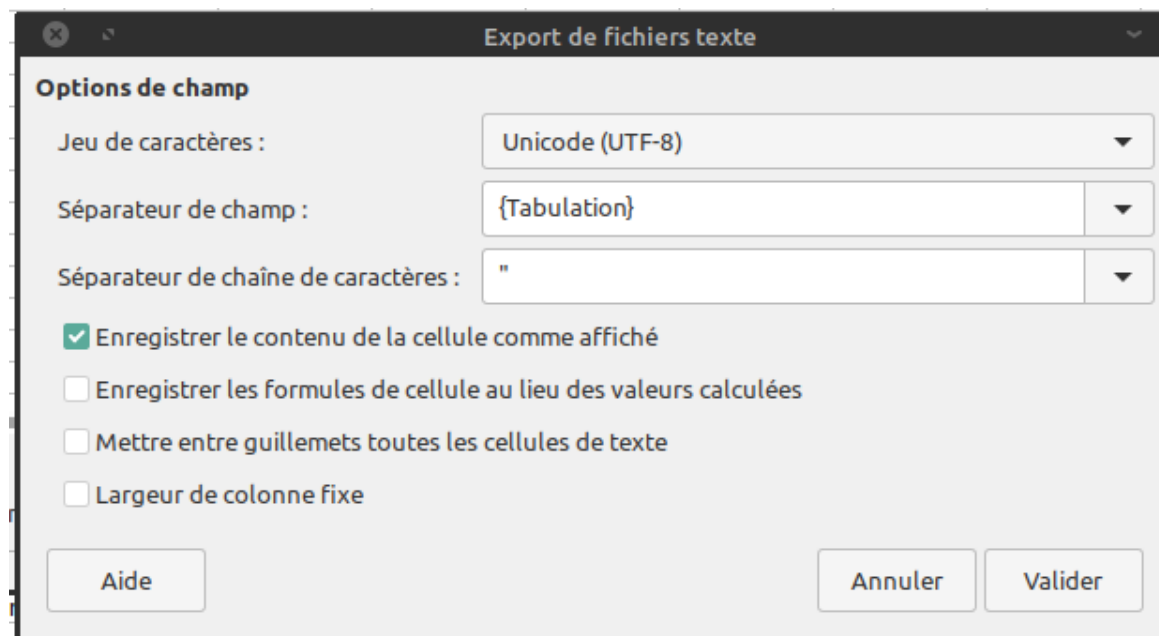 Export de fichiers texte
Options de champ
Jeu de caractères : Unicode (UTF-8)
Séparateur de champ : {Tabulation}
Séparateur de chaîne de caractères : "
Enregistrer le contenu de la cellule comme affiché
Enregistrer les formules de cellule au lieu des valeurs calculées
Mettre entre guillemets toutes les cellules de texte
Largeur de colonne fixe
Aide Annuler Valider